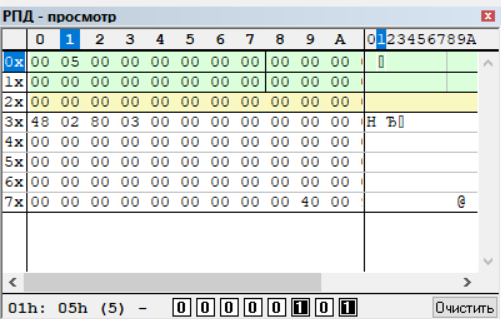 РПД - просмотр
0 1 2 3 4 5 6 7 8 9 A 0123456789A
0x 00 05 00 00 00 00 00 00 00 00 00
1x 00 00 00 00 00 00 00 00 00 00 00
2x 00 00 00 00 00 00 00 00 00 00 00
3x 48 02 80 03 00 00 00 00 00 00 00 H Ђ
4x 00 00 00 00 00 00 00 00 00 00 00
5x 00 00 00 00 00 00 00 00 00 00 00
6x 00 00 00 00 00 00 00 00 00 00 00
7x 00 00 00 00 00 00 00 00 00 40 00 @
01h: 05h (5) - 0 0 0 0 0 1 0 1 Очистить